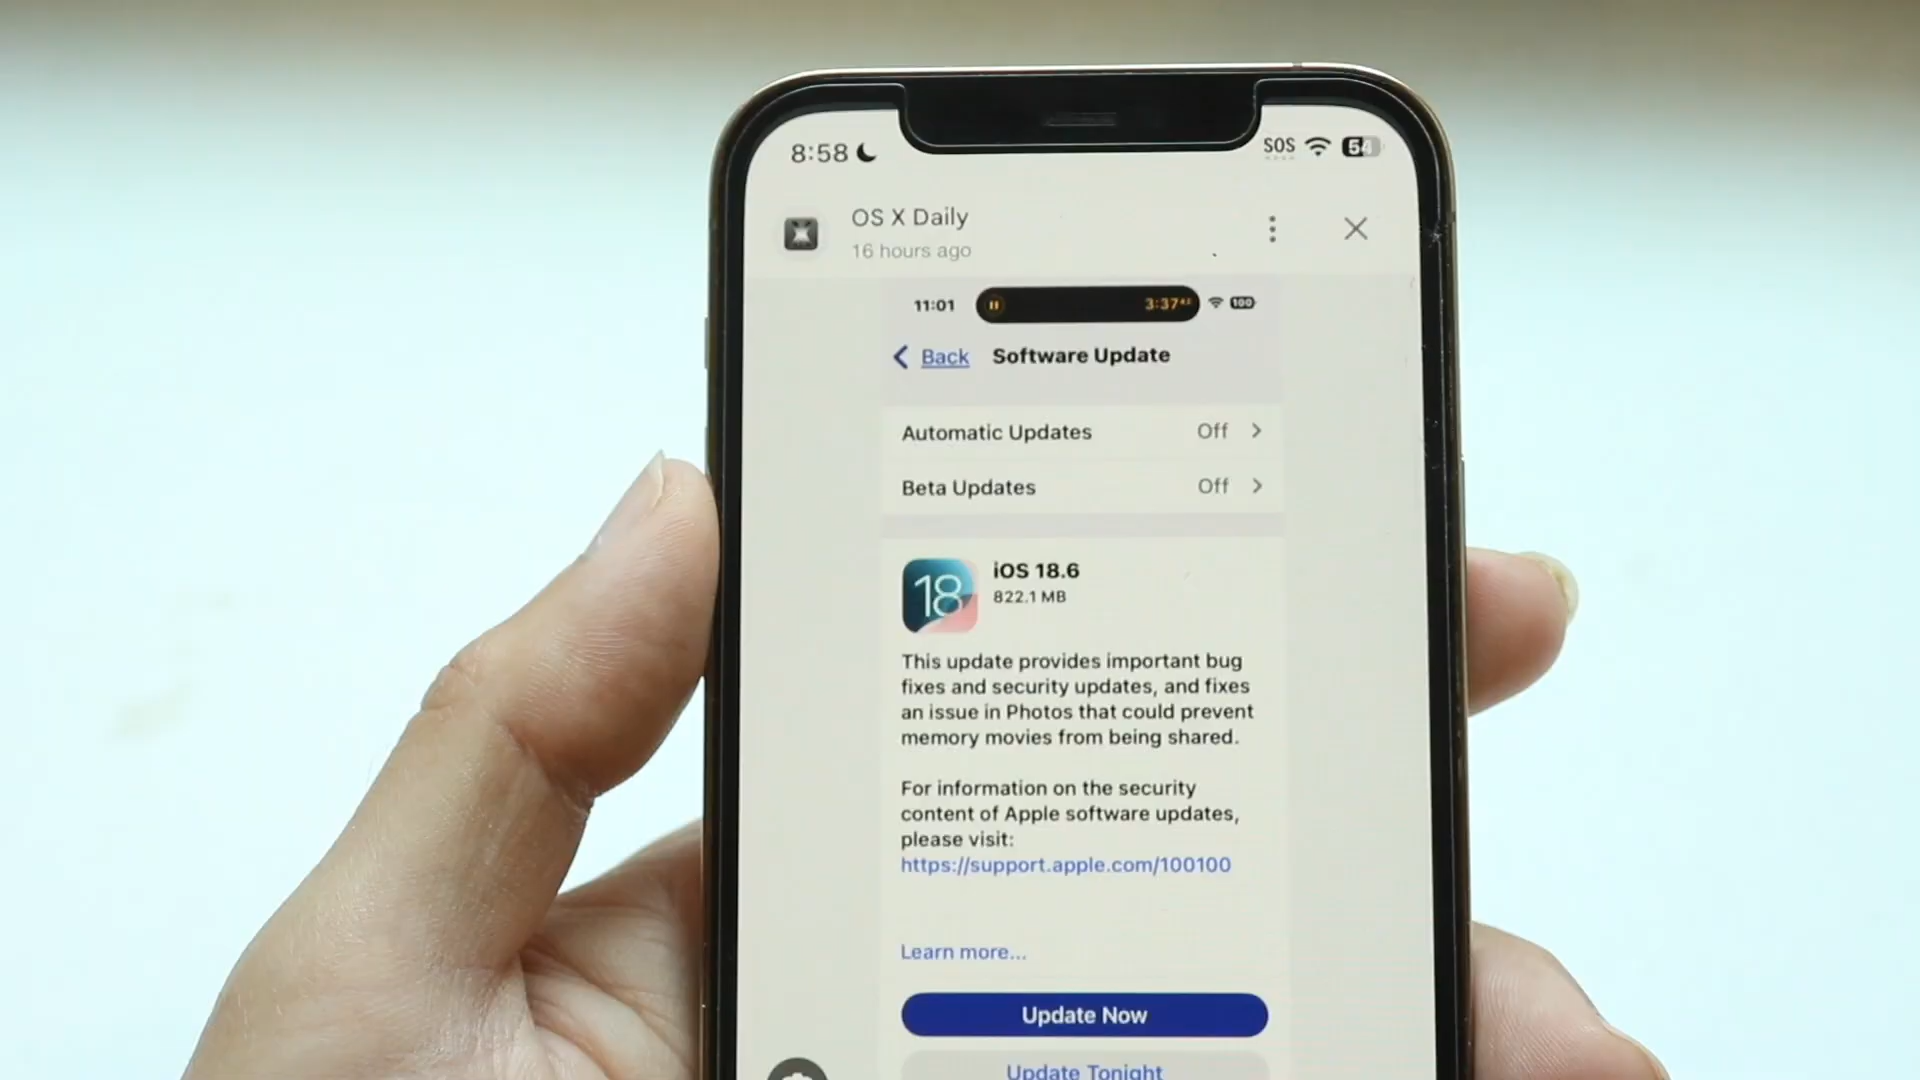 8:58 SOS 54
OS X Daily
16 hours ago
11:01 3:37 100
Back Software Update
Automatic Updates Off
Beta Updates Off
18 iOS 18.6
822.1 MB
This update provides important bug
fixes and security updates, and fixes
an issue in Photos that could prevent
memory movies from being shared.
For information on the security
content of Apple software updates,
please visit:
https://support.apple.com/100100
Learn more...
Update Now
Update Tonight